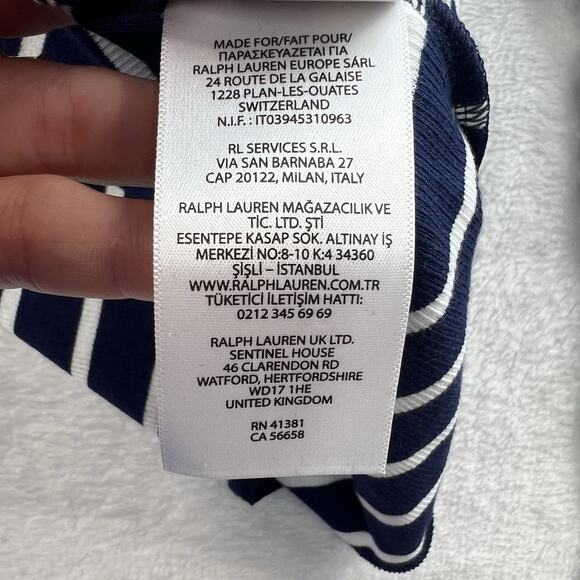 MADE FOR/FAIT POUR/
ΠΑΡΑΣΚΕΥΑΖΕΤΑΙ ΓΙΑ
RALPH LAUREN EUROPE SÁRL
24 ROUTE DE LA GALAISE
1228 PLAN-LES-OUATES
SWITZERLAND
N.I.F. : IT03945310963
RL SERVICES S.R.L.
VIA SAN BARNABA 27
CAP 20122, MILAN, ITALY
RALPH LAUREN MAĞAZACILIK VE
TİC. LTD. ŞTİ
ESENTEPE KASAP SOK. ALTINAY İŞ
MERKEZİ NO:8-10 K:4 34360
ŞİŞLİ – İSTANBUL
WWW.RALPHLAUREN.COM.TR
TÜKETİCİ İLETİŞİM HATTI:
0212 345 69 69
RALPH LAUREN UK LTD.
SENTINEL HOUSE
46 CLARENDON RD
WATFORD, HERTFORDSHIRE
WD17 1HE
UNITED KINGDOM
RN 41381
CA 56658